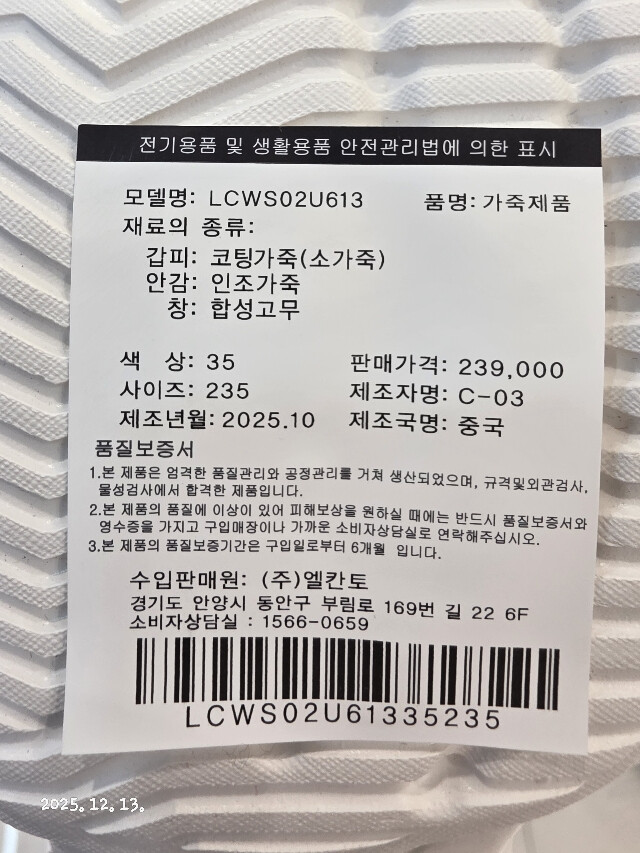 전기용품 및 생활용품 안전관리법에 의한 표시
모델명: LCWS02U613 품명: 가죽제품
재료의 종류:
갑피: 코팅가죽(소가죽)
안감: 인조가죽
창: 합성고무
색 상: 35 판매가격: 239,000
사이즈: 235 제조자명: C-03
제조년월: 2025.10 제조국명: 중국
품질보증서
1.본 제품은 엄격한 품질관리와 공정관리를 거쳐 생산되었으며, 규격및외관검사,
물성검사에서 합격한 제품입니다.
2.본 제품의 품질에 이상이 있어 피해보상을 원하실 때에는 반드시 품질보증서와
영수증을 가지고 구입매장이나 가까운 소비자상담실로 연락해주십시오.
3.본 제품의 품질보증기간은 구입일로부터 6개월 입니다.
수입판매원: (주)엘칸토
경기도 안양시 동안구 부림로 169번 길 22 6F
소비자상담실 : 1566-0659
LCWS02U61335235
2025. 12. 13.